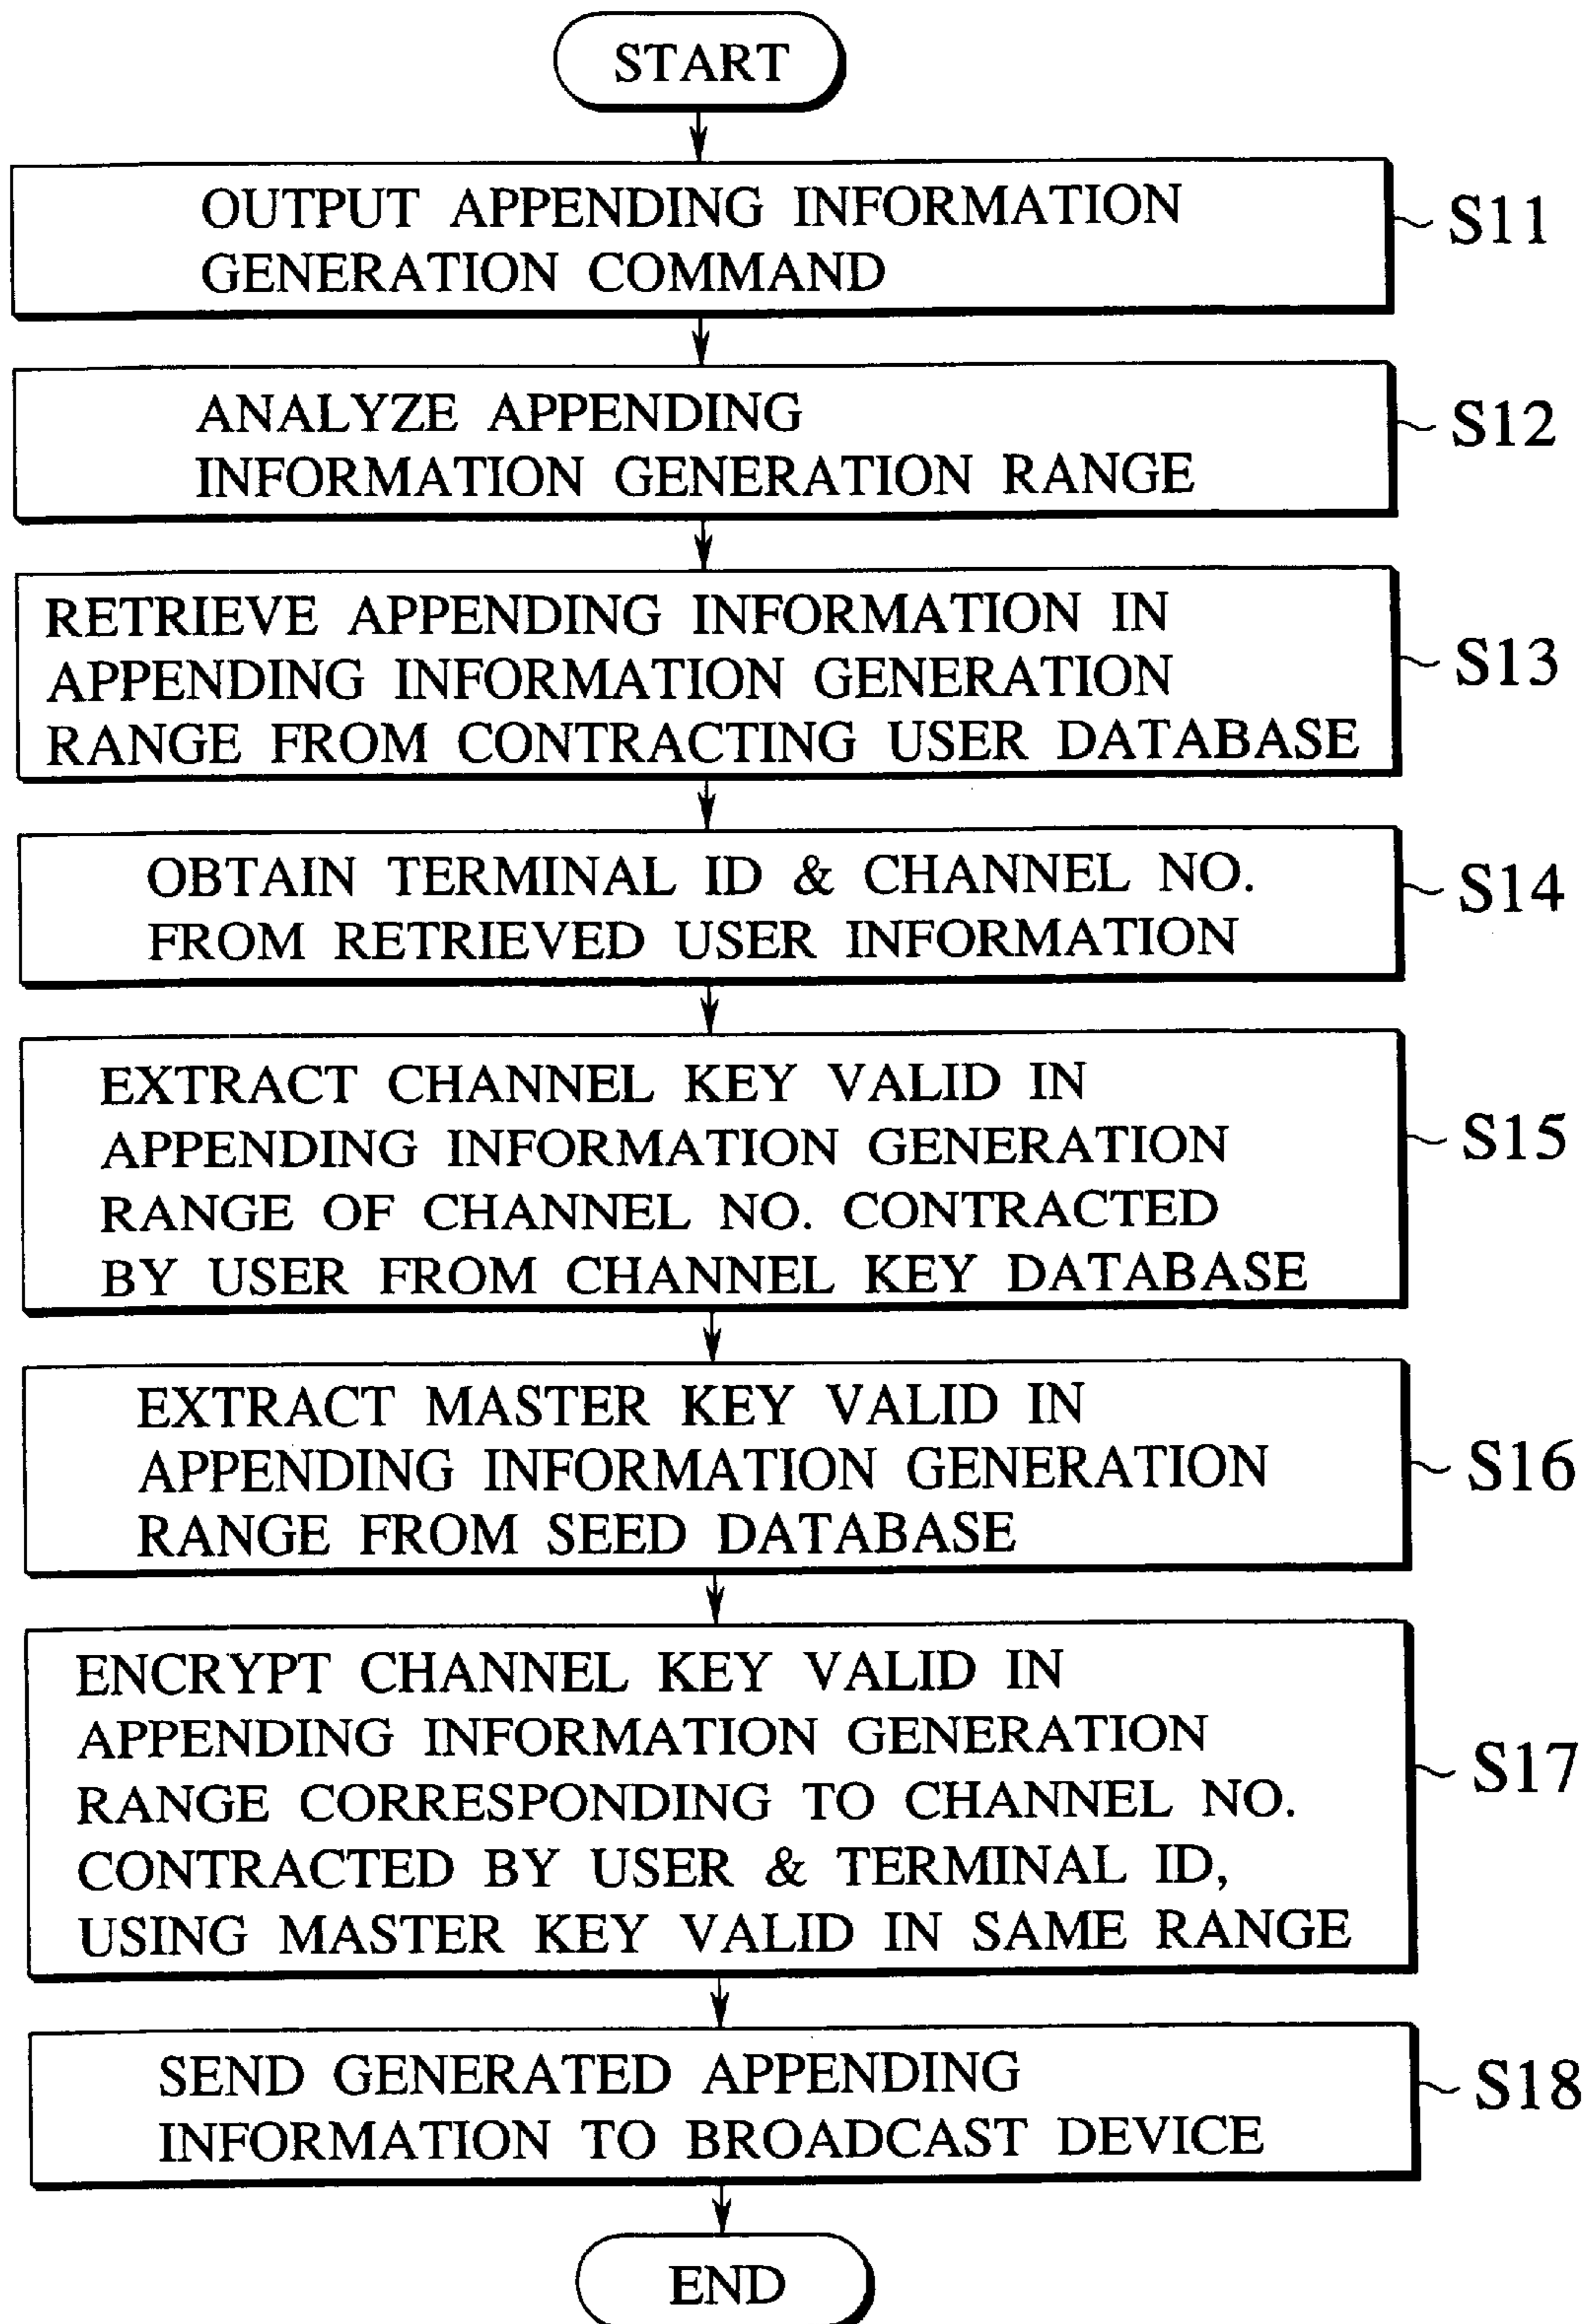 START
OUTPUT APPENDING INFORMATION
GENERATION COMMAND
S11
ANALYZE APPENDING
INFORMATION GENERATION RANGE
S12
RETRIEVE APPENDING INFORMATION IN
APPENDING INFORMATION GENERATION
RANGE FROM CONTRACTING USER DATABASE
S13
OBTAIN TERMINAL ID & CHANNEL NO.
FROM RETRIEVED USER INFORMATION
S14
EXTRACT CHANNEL KEY VALID IN
APPENDING INFORMATION GENERATION
RANGE OF CHANNEL NO. CONTRACTED
BY USER FROM CHANNEL KEY DATABASE
S15
EXTRACT MASTER KEY VALID IN
APPENDING INFORMATION GENERATION
RANGE FROM SEED DATABASE
S16
ENCRYPT CHANNEL KEY VALID IN
APPENDING INFORMATION GENERATION
RANGE CORRESPONDING TO CHANNEL NO.
CONTRACTED BY USER & TERMINAL ID,
USING MASTER KEY VALID IN SAME RANGE
S17
SEND GENERATED APPENDING
INFORMATION TO BROADCAST DEVICE
S18
END